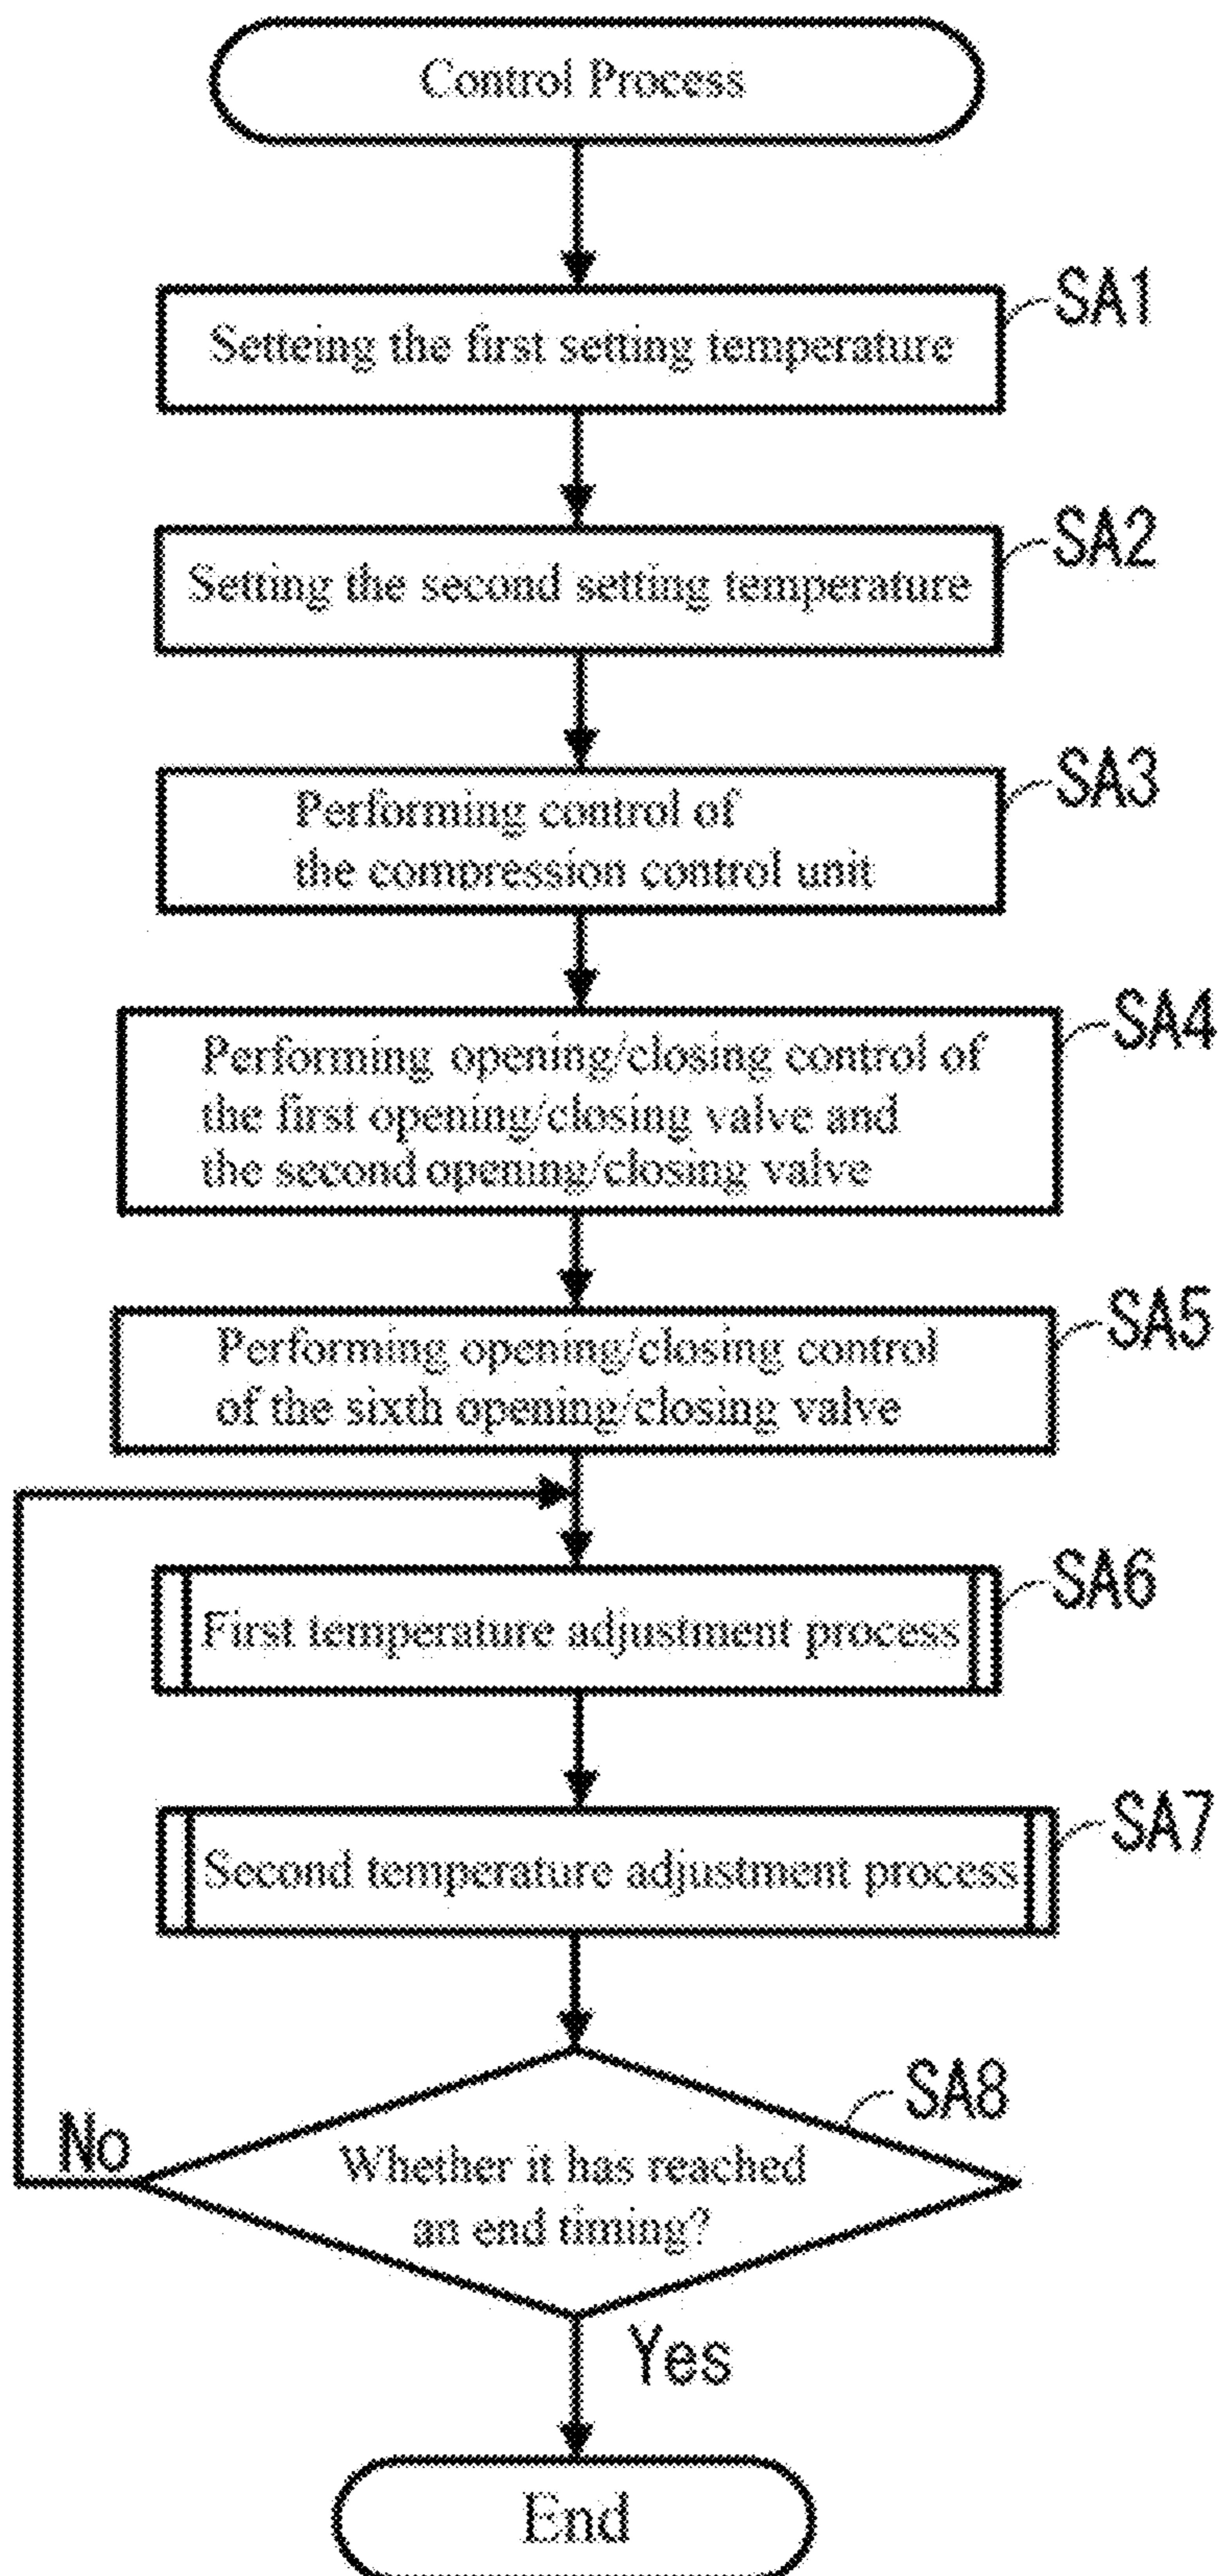 Control Process
SA1
Setteing the first setting temperature
SA2
Setting the second setting temperature
SA3
Performing control of
the compression control unit
SA4
Performing opening/closing control of
the first opening/closing valve and
the second opening/closing valve
SA5
Performing opening/closing control
of the sixth opening/closing valve
SA6
First temperature adjustment process
SA7
Second temperature adjustment process
SA8
No
Whether it has reached
an end timing?
Yes
End